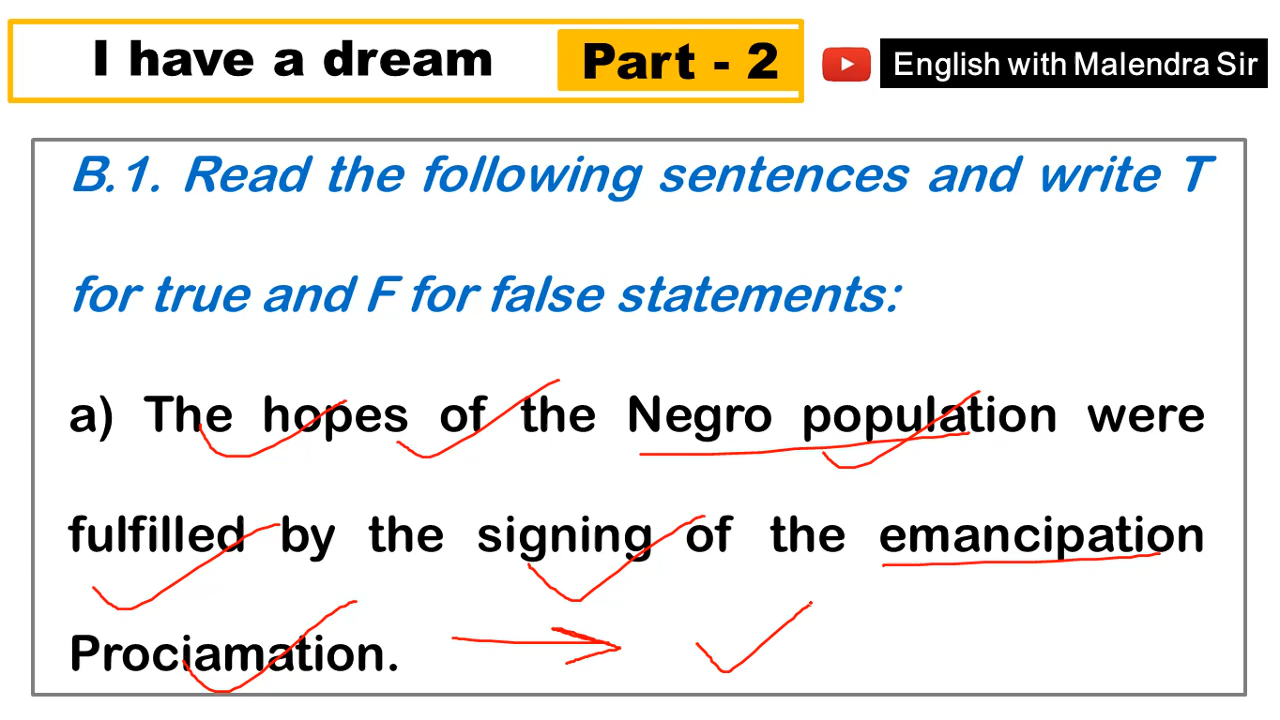 I have a dream Part - 2 English with Malendra Sir
B.1. Read the following sentences and write T
for true and F for false statements:
a) The hopes of the Negro population were
fulfilled by the signing of the emancipation
Prociamation.